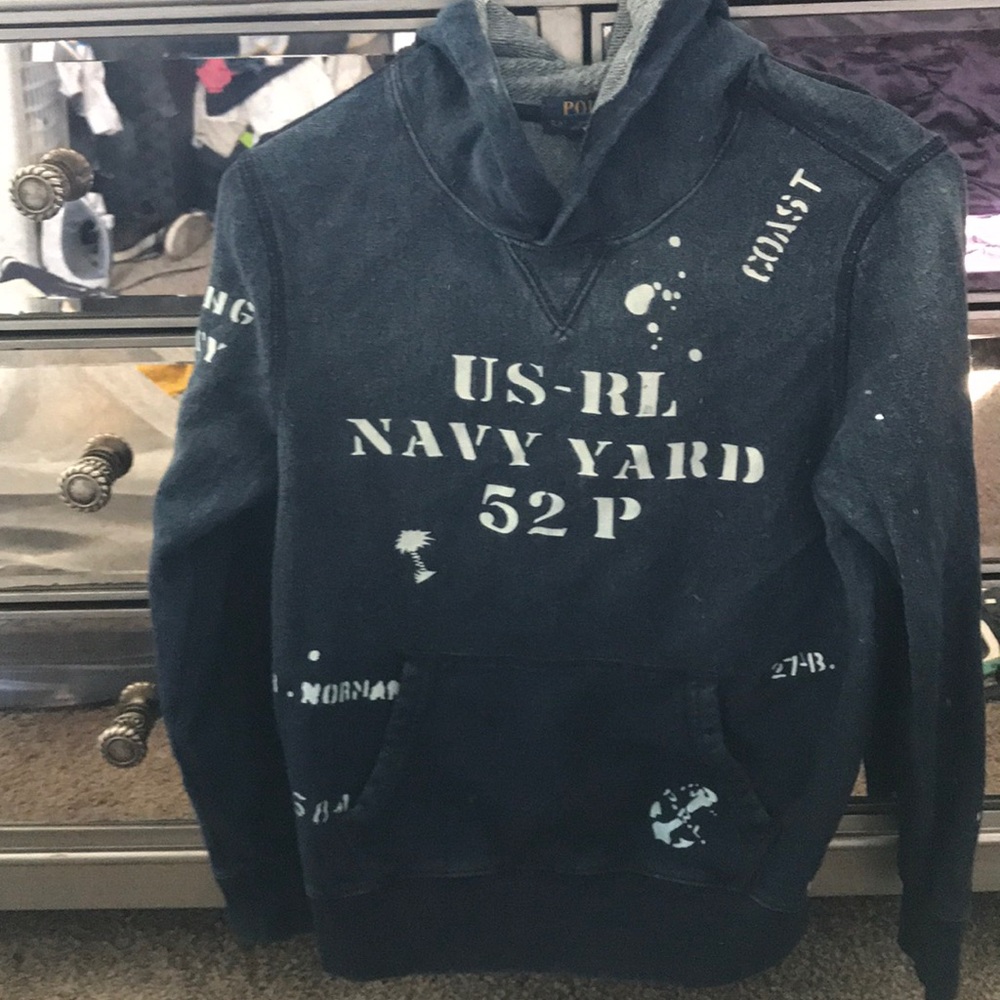 COAST
US-RL
NAVY YARD
52 P
27-B.